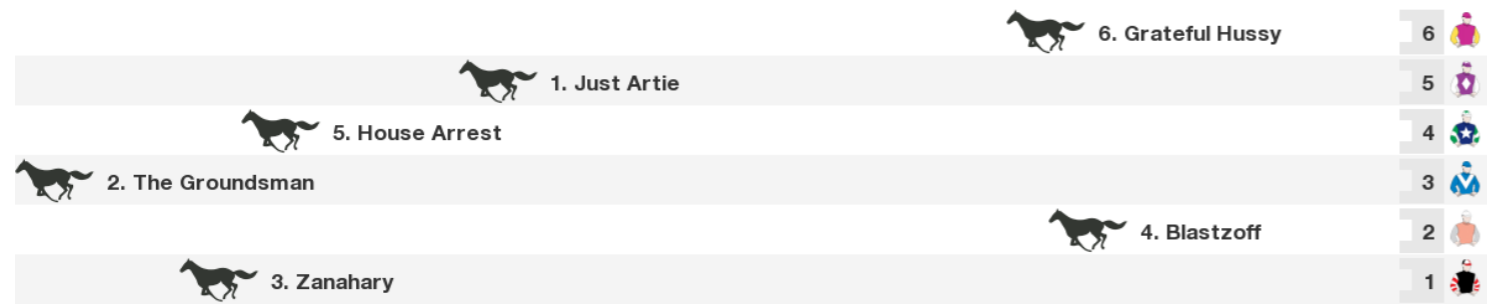 6. Grateful Hussy 6
1. Just Artie 5
5. House Arrest 4
2. The Groundsman 3
4. Blastzoff 2
3. Zanahary 1